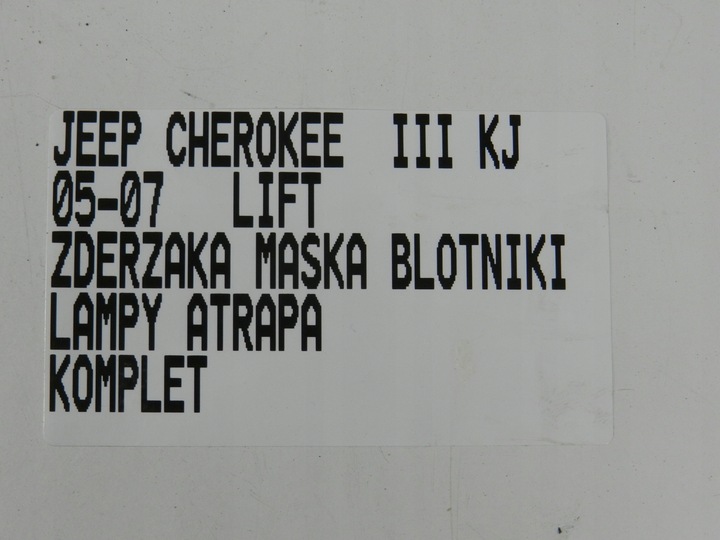 JEEP CHEROKEE III KJ
05-07 LIFT
ZDERZAKA MASKA BLOTNIKI
LAMPY ATRAPA
KOMPLET